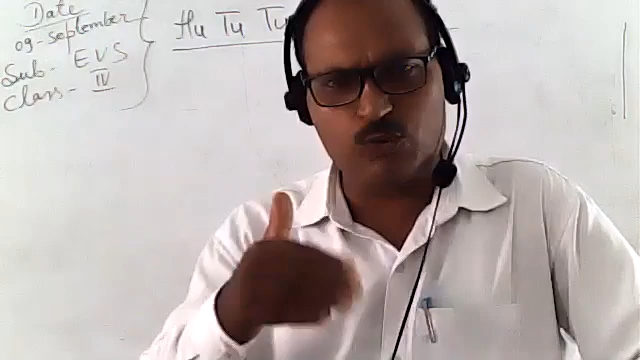 Date
09-September
Sub- EVS
Class- IV
Hu Tu Tu